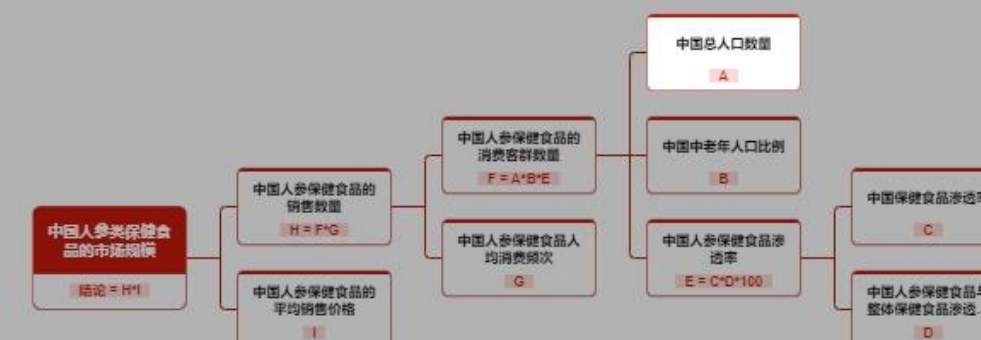 中国总人口数量
A
中国人参保健食品的
消费客群数量
F = A*B*E
中国中老年人口比例
B
中国人参保健食品的
销售数量
H = F*G
中国保健食品渗透率
C
中国人参类保健食
品的市场规模
结论 = H*I
中国人参保健食品人
均消费频次
G
中国人参保健食品渗
透率
E = C*D*100
中国人参保健食品的
平均销售价格
I
中国人参保健食品与
整体保健食品渗透...
D